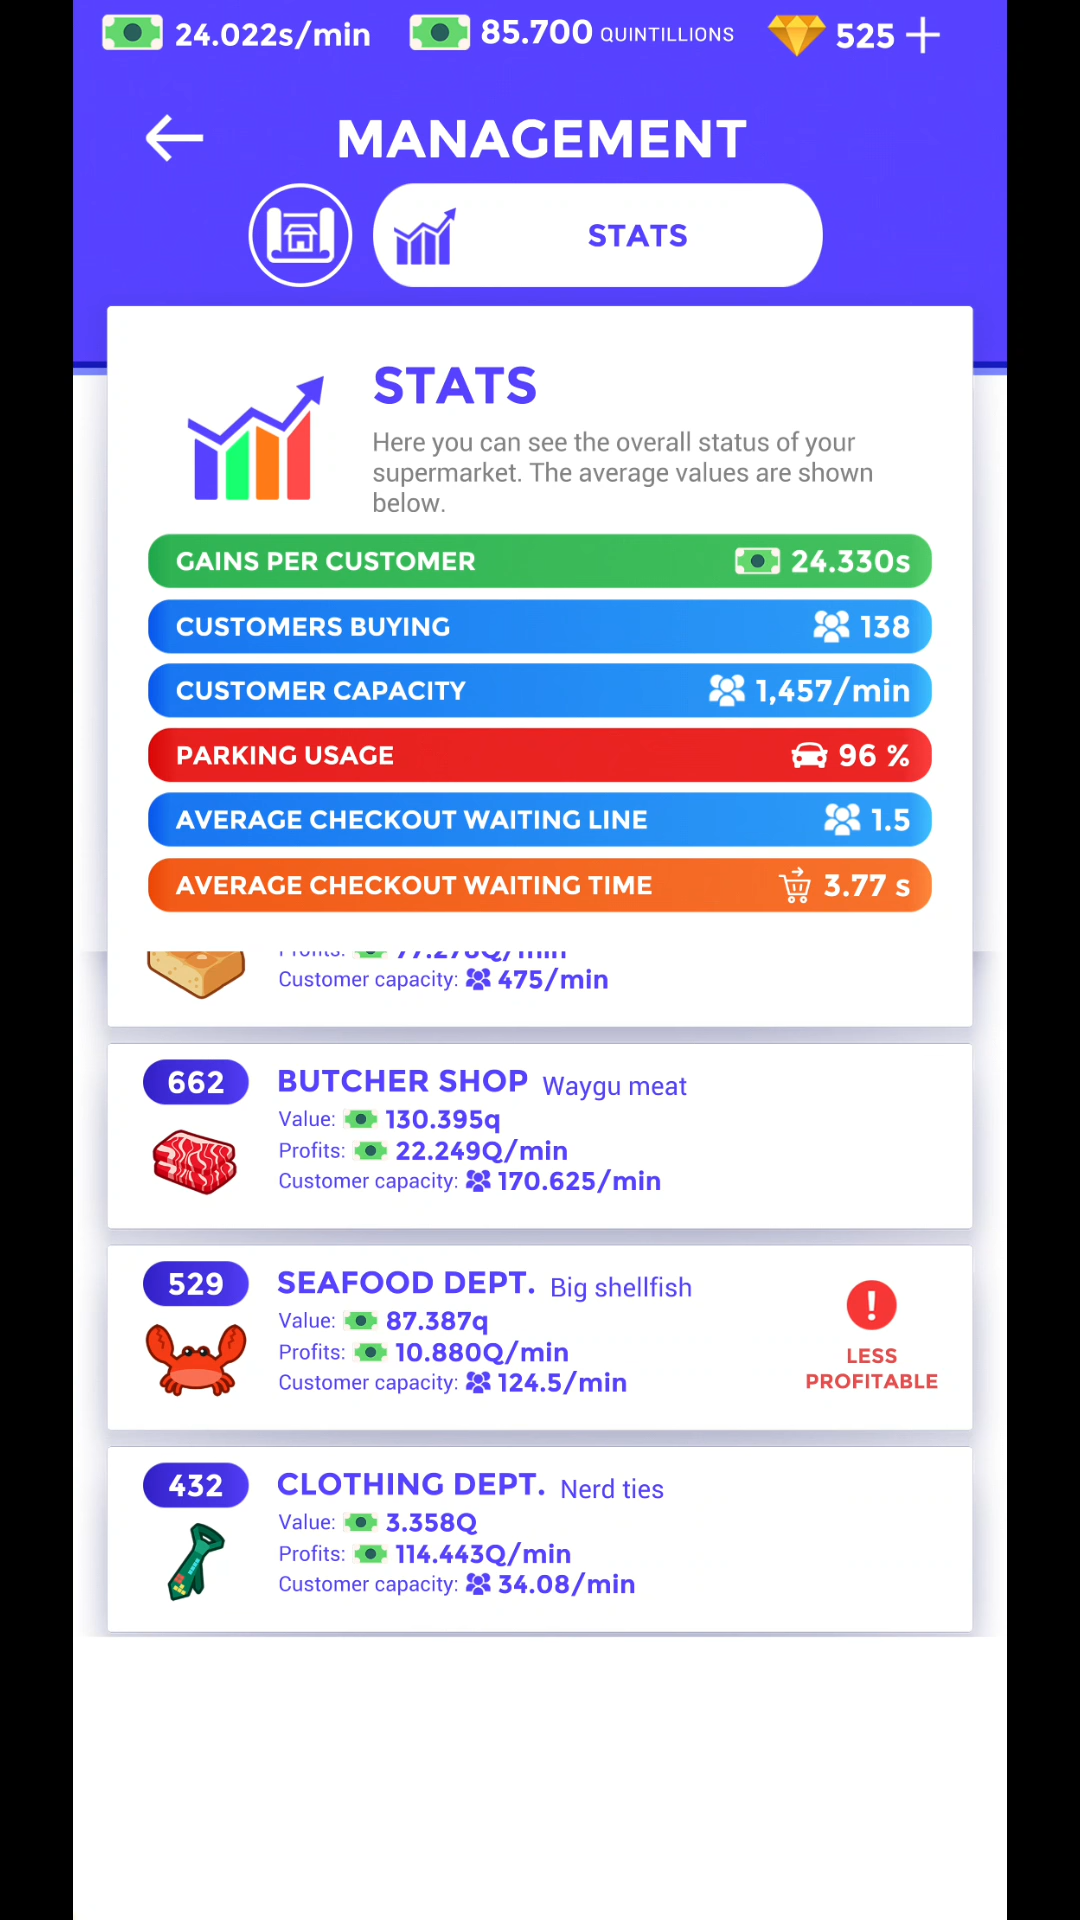 24.022s/min 85.700 QUINTILLIONS 525
MANAGEMENT
STATS
STATS
Here you can see the overall status of your
supermarket. The average values are shown
below.
GAINS PER CUSTOMER 24.330s
CUSTOMERS BUYING 138
CUSTOMER CAPACITY 1,457/min
PARKING USAGE 96 %
AVERAGE CHECKOUT WAITING LINE 1.5
AVERAGE CHECKOUT WAITING TIME 3.77 s
Profits: 77.278Q/min
Customer capacity: 475/min
662 BUTCHER SHOP Waygu meat
Value: 130.395q
Profits: 22.249Q/min
Customer capacity: 170.625/min
529 SEAFOOD DEPT. Big shellfish
Value: 87.387q
Profits: 10.880Q/min
Customer capacity: 124.5/min
!
LESS
PROFITABLE
432 CLOTHING DEPT. Nerd ties
Value: 3.358Q
Profits: 114.443Q/min
Customer capacity: 34.08/min